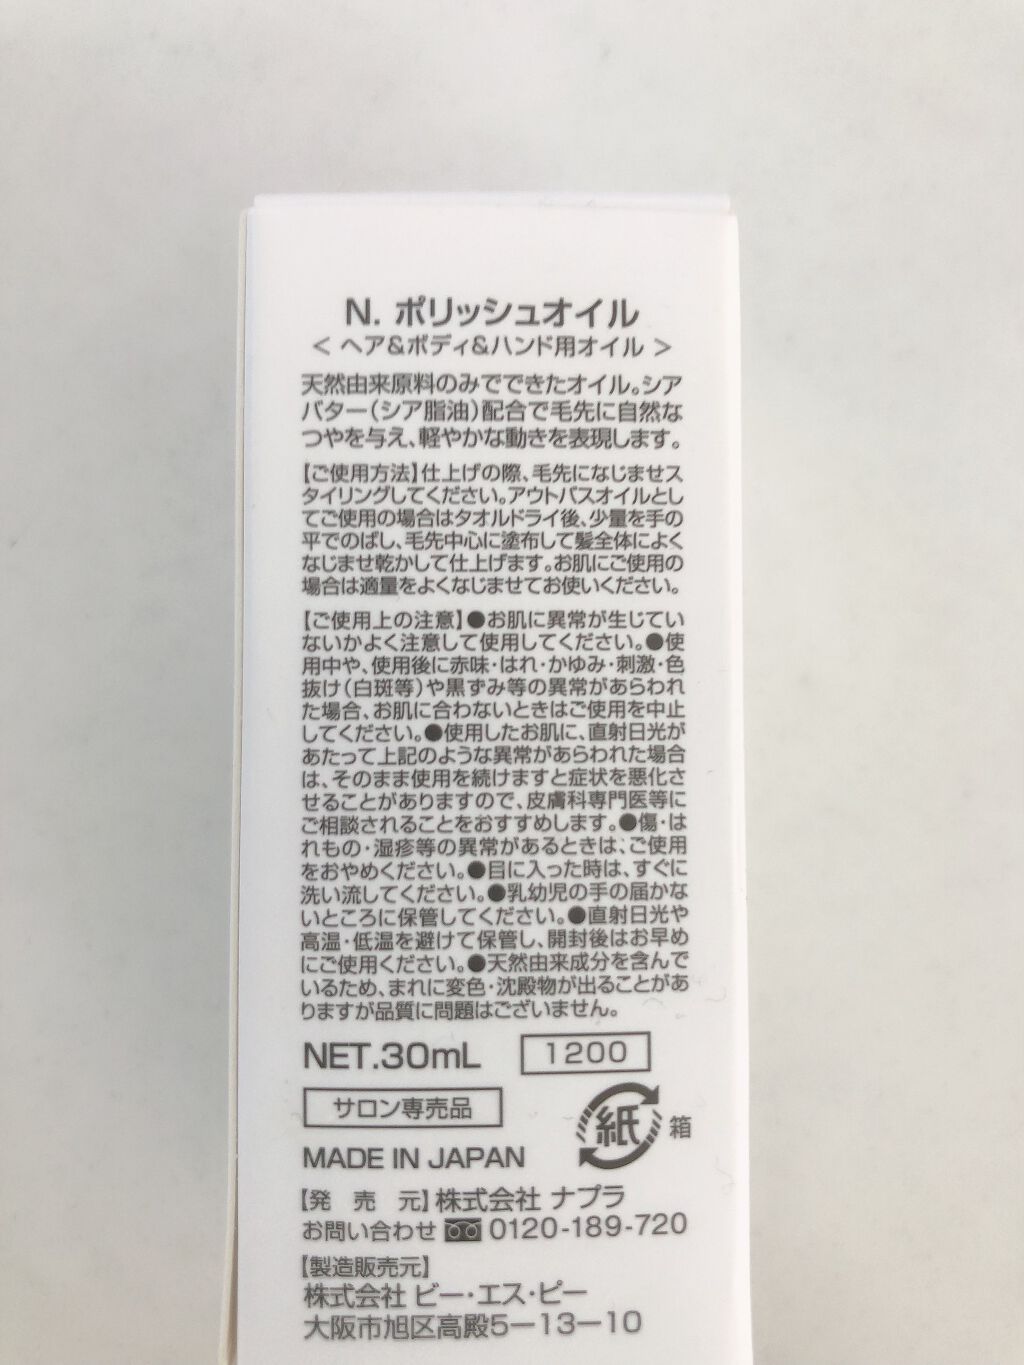 N. ポリッシュオイル
< ヘア&ボディ&ハンド用オイル >
天然由来原料のみでできたオイル。シア
バター(シア脂油)配合で毛先に自然な
つやを与え、軽やかな動きを表現します。
【ご使用方法】仕上げの際、毛先になじませス
タイリングしてください。アウトバスオイルとし
てご使用の場合はタオルドライ後、少量を手の
平でのばし、毛先中心に塗布して髪全体によく
なじませ乾かして仕上げます。お肌にご使用の
場合は適量をよくなじませてお使いください。
【ご使用上の注意】●お肌に異常が生じてい
ないかよく注意して使用してください。●使
用中や、使用後に赤味・はれ・かゆみ・刺激・色
抜け(白斑等)や黒ずみ等の異常があらわれ
た場合、お肌に合わないときはご使用を中止
してください。●使用したお肌に、直射日光が
あたって上記のような異常があらわれた場合
は、そのまま使用を続けますと症状を悪化さ
せることがありますので、皮膚科専門医等に
ご相談されることをおすすめします。●傷・は
れもの・湿疹等の異常があるときは、ご使用
をおやめください。●目に入った時は、すぐに
洗い流してください。●乳幼児の手の届かな
いところに保管してください。●直射日光や
高温・低温を避けて保管し、開封後はお早め
にご使用ください。●天然由来成分を含んで
いるため、まれに変色・沈殿物が出ることがあ
りますが品質に問題はございません。
NET.30mL 1200
サロン専売品
紙 箱
MADE IN JAPAN
【発 売 元】株式会社 ナプラ
お問い合わせ 0120-189-720
【製造販売元】
株式会社 ビー・エス・ピー
大阪市旭区高殿5ー13ー10